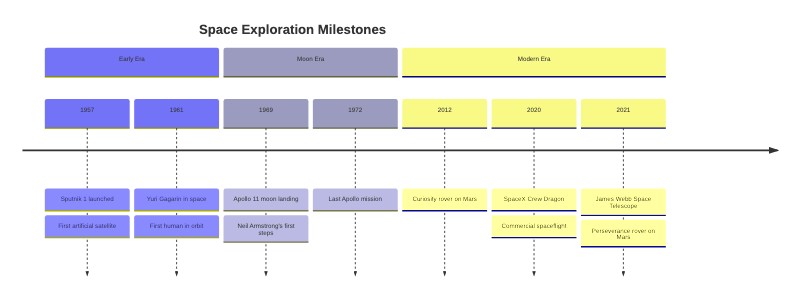 Space Exploration Milestones
Early Era
Moon Era
Modern Era
1957
1961
1969
1972
2012
2020
2021
Sputnik 1 launched
First artificial satellite
Yuri Gagarin in space
First human in orbit
Apollo 11 moon landing
Neil Armstrong's first
steps
Last Apollo mission
Curiosity rover on Mars
SpaceX Crew Dragon
Commercial spaceflight
James Webb Space
Telescope
Perseverance rover on
Mars